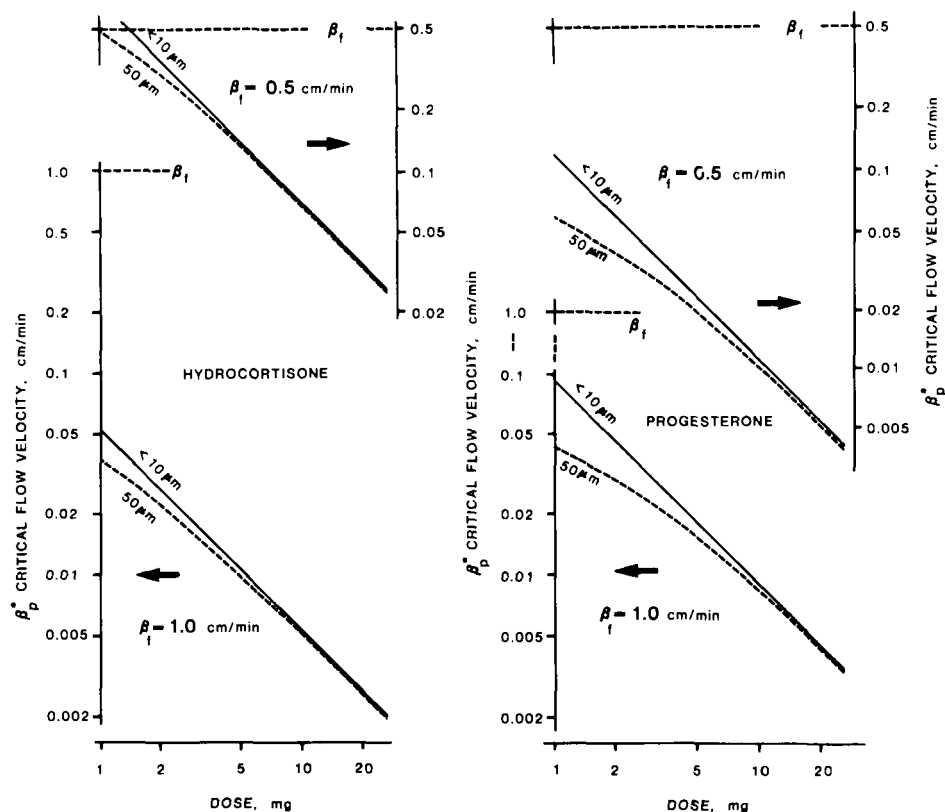 β_f
0.5
<10 μm
50 μm
β_f = 0.5 cm/min
0.2
0.1
0.05
0.02
1.0
β_f
0.5
0.2
0.1
0.05
0.02
0.01
0.005
0.002
β*_p CRITICAL FLOW VELOCITY, cm/min
HYDROCORTISONE
<10 μm
50 μm
β_f = 1.0 cm/min
1
2
5
10
20
DOSE, mg
β_f
0.5
0.2
0.1
0.05
0.02
0.01
0.005
β*_p CRITICAL FLOW VELOCITY, cm/min
β_f = 0.5 cm/min
<10 μm
50 μm
1.0
β_f
0.1
0.05
0.02
0.01
0.005
0.002
β*_p CRITICAL FLOW VELOCITY, cm/min
PROGESTERONE
<10 μm
50 μm
β_f = 1.0 cm/min
1
2
5
10
20
DOSE, mg